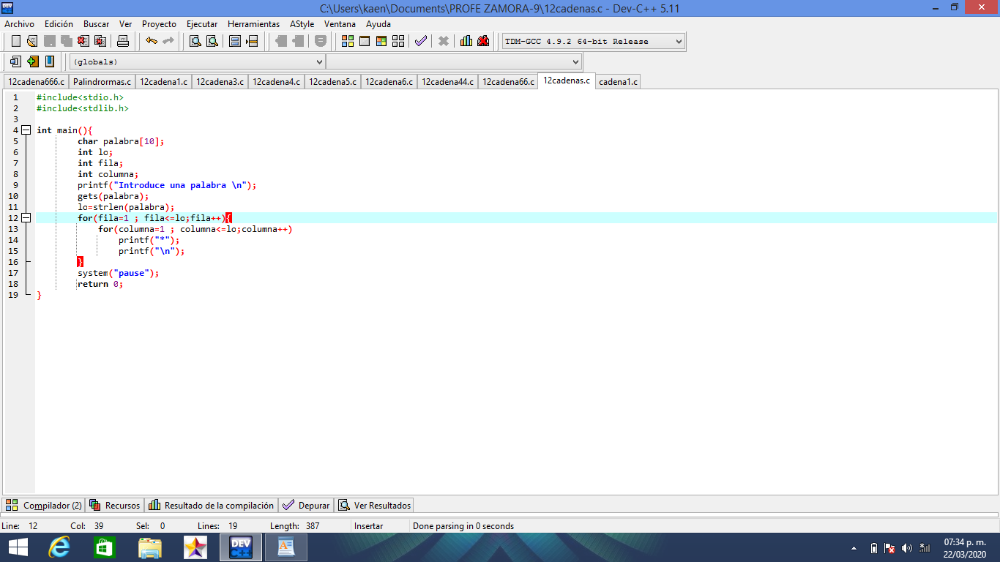 C:\Users\kaen\Documents\PROFE ZAMORA-9\12cadenas.c - Dev-C++ 5.11
Archivo Edición Buscar Ver Proyecto Ejecutar Herramientas AStyle Ventana Ayuda
TDM-GCC 4.9.2 64-bit Release
(globals)
12cadena666.c Palindrormas.c 12cadena1.c 12cadena3.c 12cadena4.c 12cadena5.c 12cadena6.c 12cadena44.c 12cadena66.c 12cadenas.c cadena1.c
1 #include<stdio.h>
2 #include<stdlib.h>
3
4 int main(){
5 char palabra[10];
6 int lo;
7 int fila;
8 int columna;
9 printf("Introduce una palabra \n");
10 gets(palabra);
11 lo=strlen(palabra);
12 for(fila=1 ; fila<=lo;fila++){
13 for(columna=1 ; columna<=lo;columna++)
14 printf("*");
15 printf("\n");
16 }
17 system("pause");
18 return 0;
19 }
Compilador (2) Recursos Resultado de la compilación Depurar Ver Resultados
Line: 12 Col: 39 Sel: 0 Lines: 19 Length: 387 Insertar Done parsing in 0 seconds
DEV C++
07:34 p. m.
22/03/2020